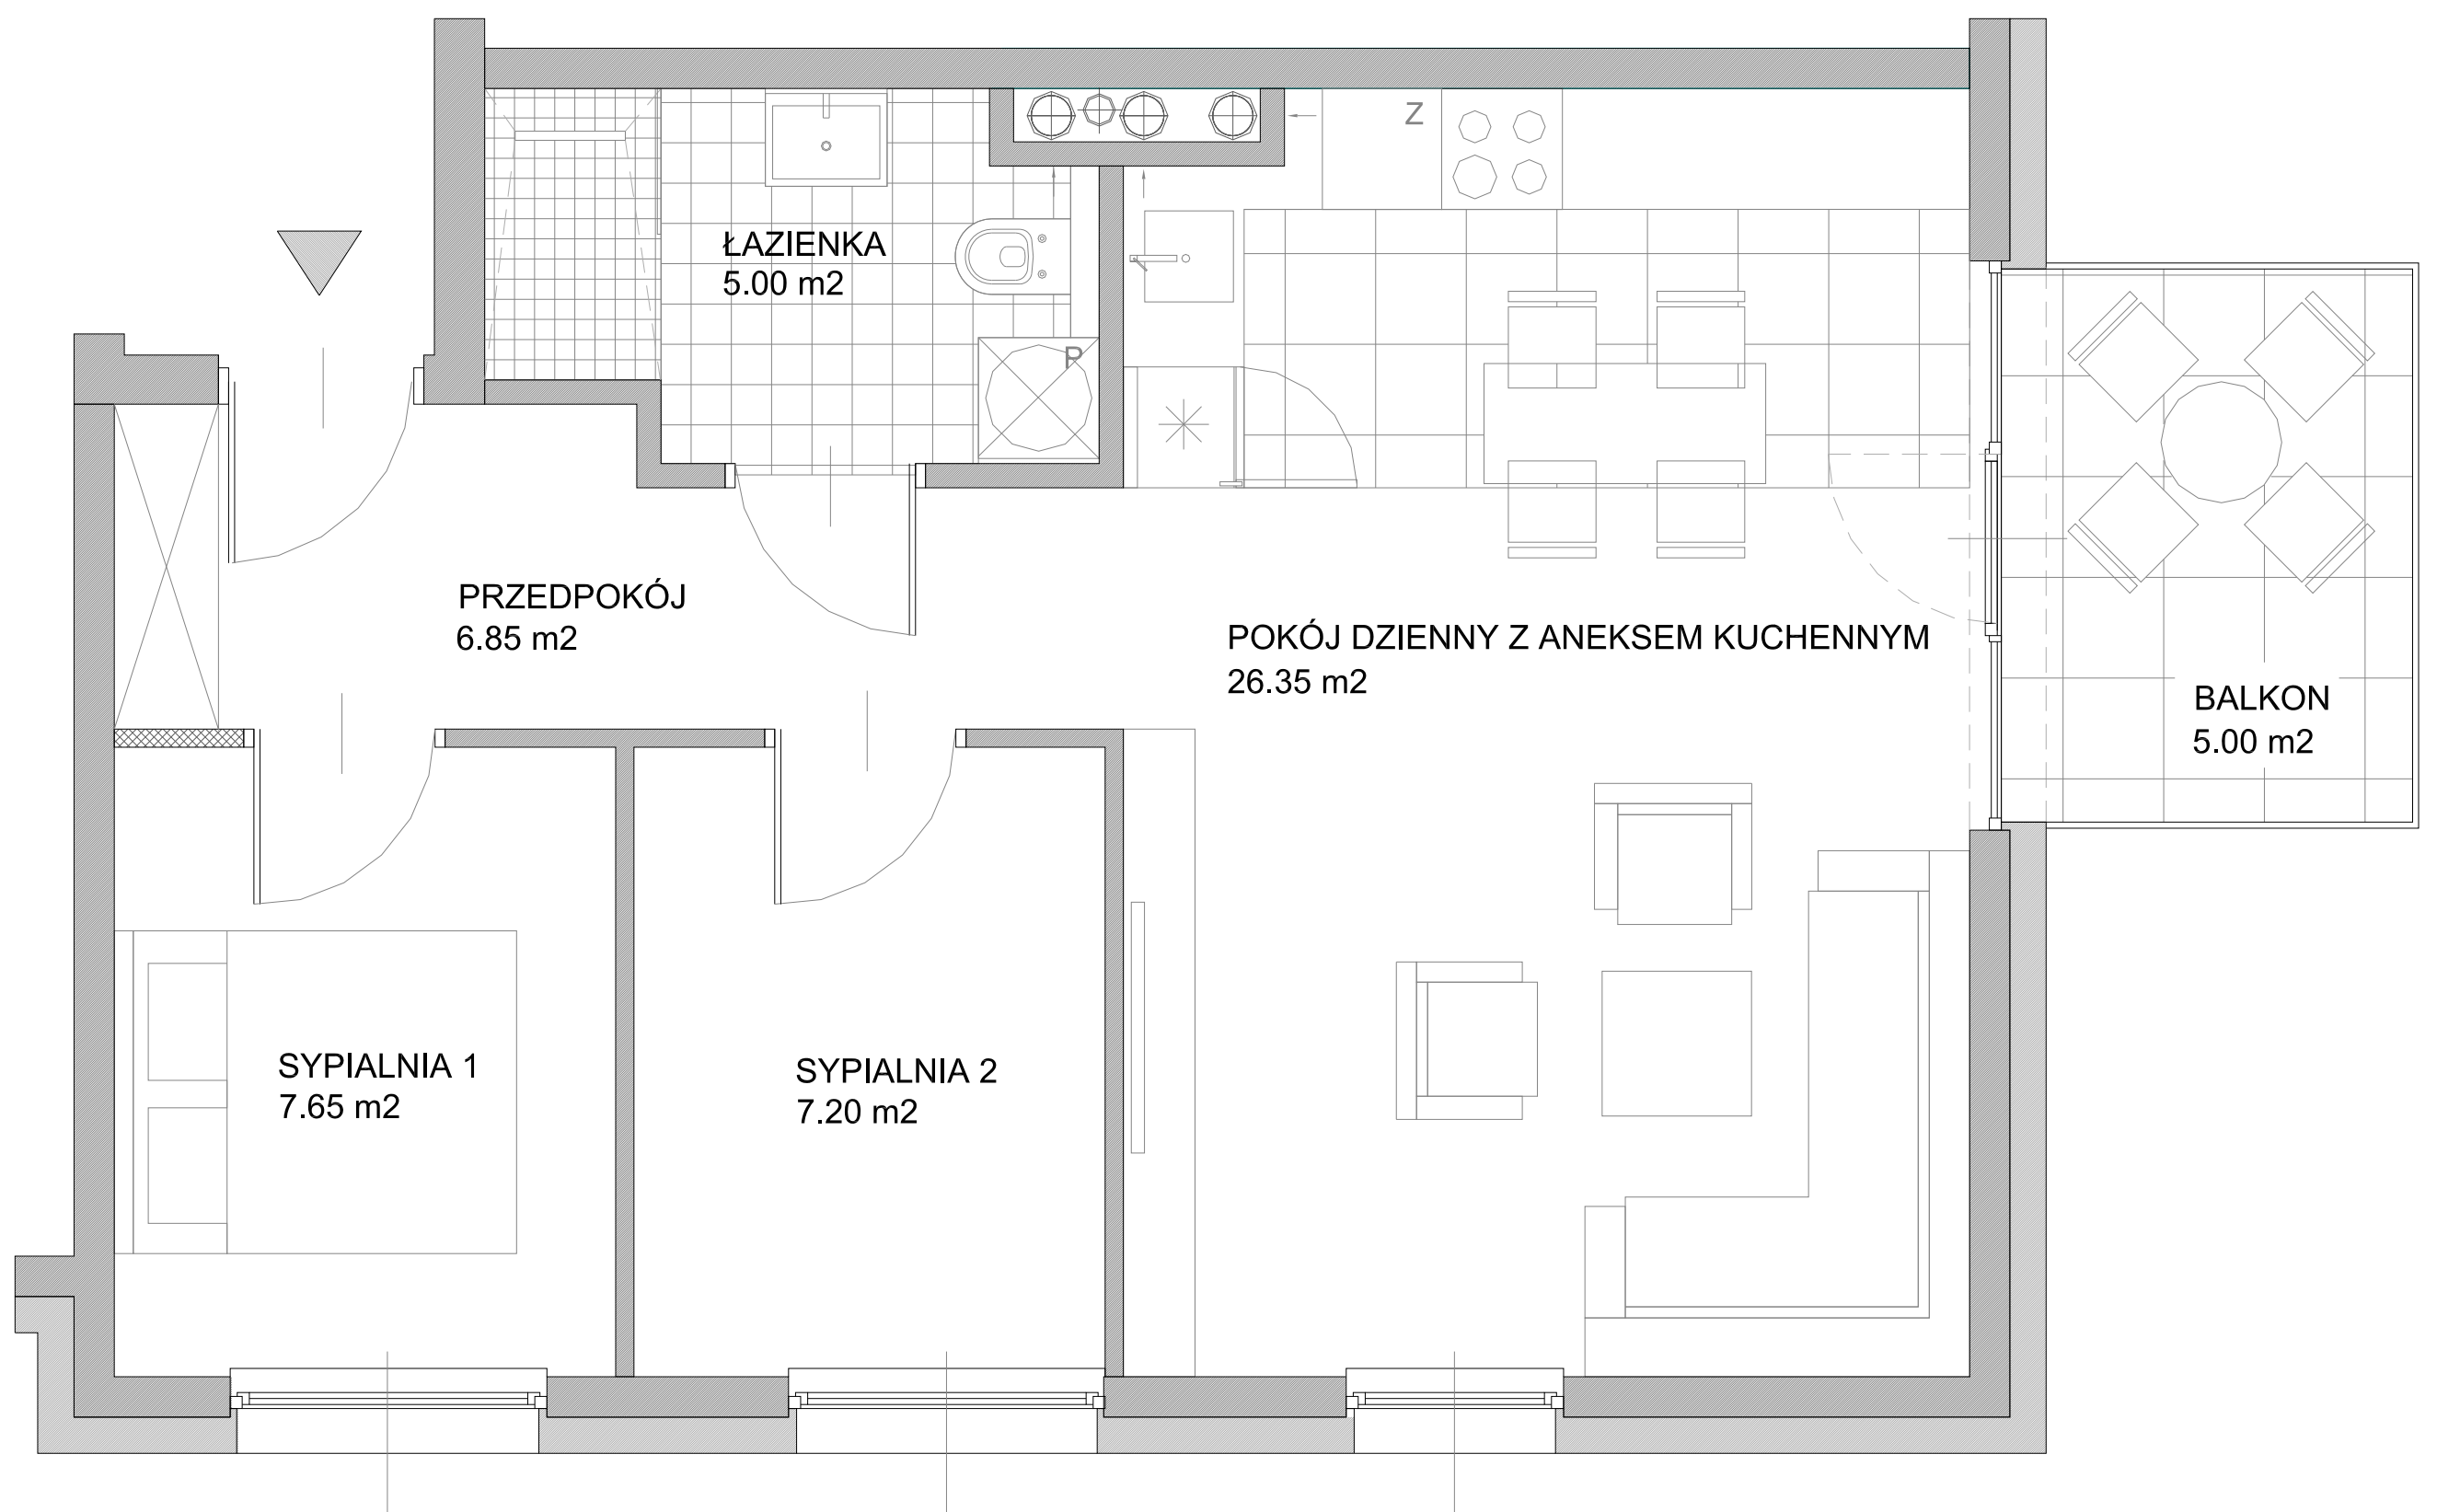 Z
ŁAZIENKA
5.00 m2
P
PRZEDPOKÓJ
6.85 m2
POKÓJ DZIENNY Z ANEKSEM KUCHENNYM
26.35 m2
BALKON
5.00 m2
SYPIALNIA 1
7.65 m2
SYPIALNIA 2
7.20 m2